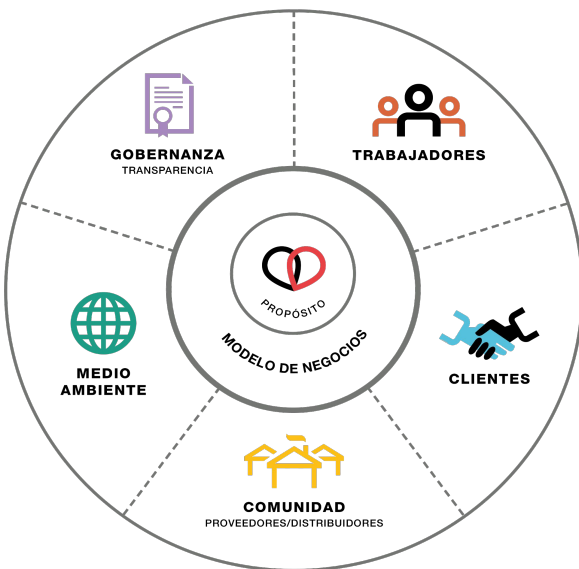 GOBERNANZA
TRANSPARENCIA
TRABAJADORES
PROPÓSITO
MODELO DE NEGOCIOS
MEDIO
AMBIENTE
CLIENTES
COMUNIDAD
PROVEEDORES/DISTRIBUIDORES